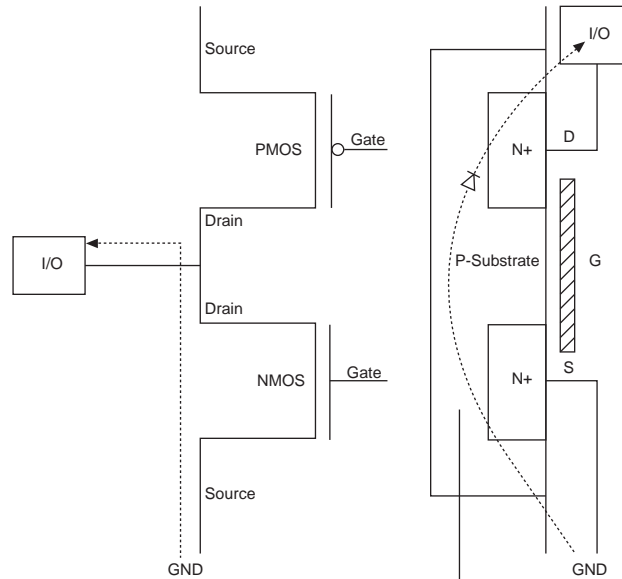 Source
PMOS
Gate
Drain
I/O
Drain
NMOS
Gate
Source
GND
I/O
N+
D
P-Substrate
G
S
N+
GND